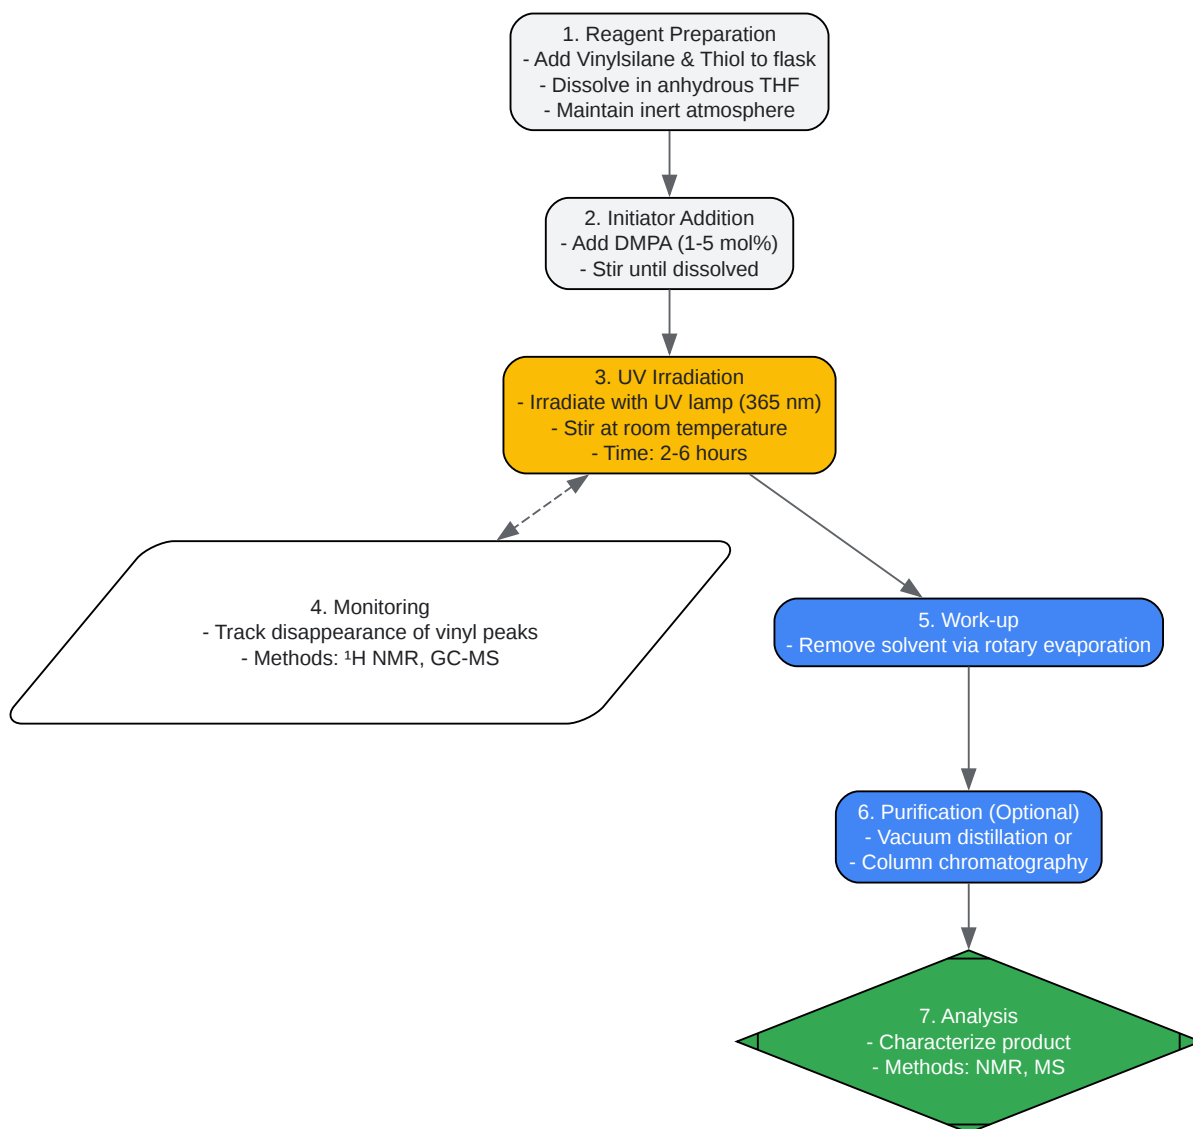 1. Reagent Preparation
- Add Vinylsilane & Thiol to flask
- Dissolve in anhydrous THF
- Maintain inert atmosphere
2. Initiator Addition
- Add DMPA (1-5 mol%)
- Stir until dissolved
3. UV Irradiation
- Irradiate with UV lamp (365 nm)
- Stir at room temperature
- Time: 2-6 hours
4. Monitoring
- Track disappearance of vinyl peaks
- Methods: ¹H NMR, GC-MS
5. Work-up
- Remove solvent via rotary evaporation
6. Purification (Optional)
- Vacuum distillation or
- Column chromatography
7. Analysis
- Characterize product
- Methods: NMR, MS